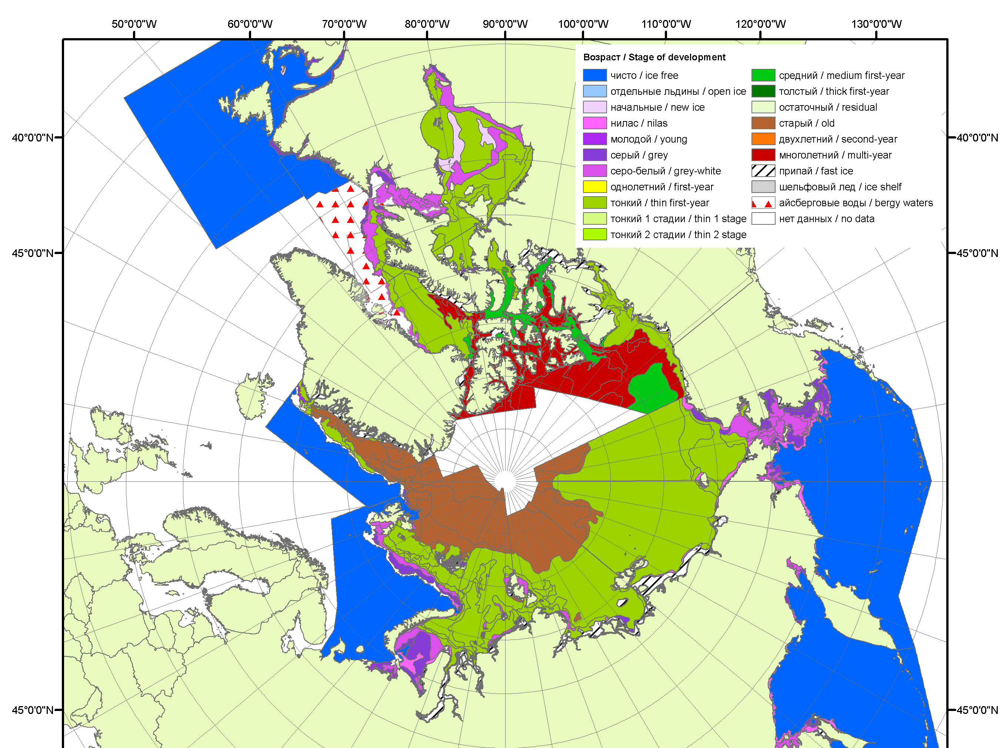 50°0'0"W 60°0'0"W 70°0'0"W 80°0'0"W 90°0'0"W 100°0'0"W 110°0'0"W 120°0'0"W 130°0'0"W
Возраст / Stage of development
чисто / ice free
отдельные льдины / open ice
начальные / new ice
нилас / nilas
молодой / young
серый / grey
серо-белый / grey-white
однолетний / first-year
тонкий / thin first-year
тонкий 1 стадии / thin 1 stage
тонкий 2 стадии / thin 2 stage
средний / medium first-year
толстый / thick first-year
остаточный / residual
старый / old
двухлетний / second-year
многолетний / multi-year
припай / fast ice
шельфовый лед / ice shelf
айсберговые воды / bergy waters
нет данных / no data
40°0'0"N 40°0'0"N
45°0'0"N 45°0'0"N
45°0'0"N 45°0'0"N